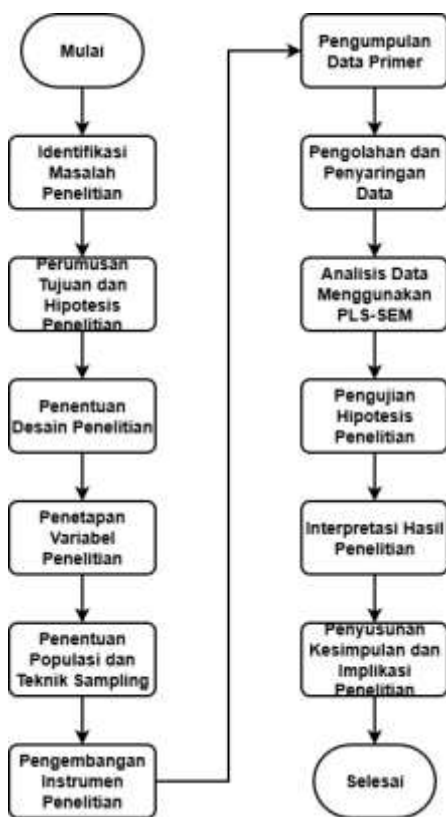 Mulai
Identifikasi
Masalah
Penelitian
Perumusan
Tujuan dan
Hipotesis
Penelitian
Penentuan
Desain Penelitian
Penetapan
Variabel
Penelitian
Penentuan
Populasi dan
Teknik Sampling
Pengembangan
Instrumen
Penelitian
Pengumpulan
Data Primer
Pengolahan dan
Penyaringan
Data
Analisis Data
Menggunakan
PLS-SEM
Pengujian
Hipotesis
Penelitian
Interpretasi Hasil
Penelitian
Penyusunan
Kesimpulan dan
Implikasi
Penelitian
Selesai